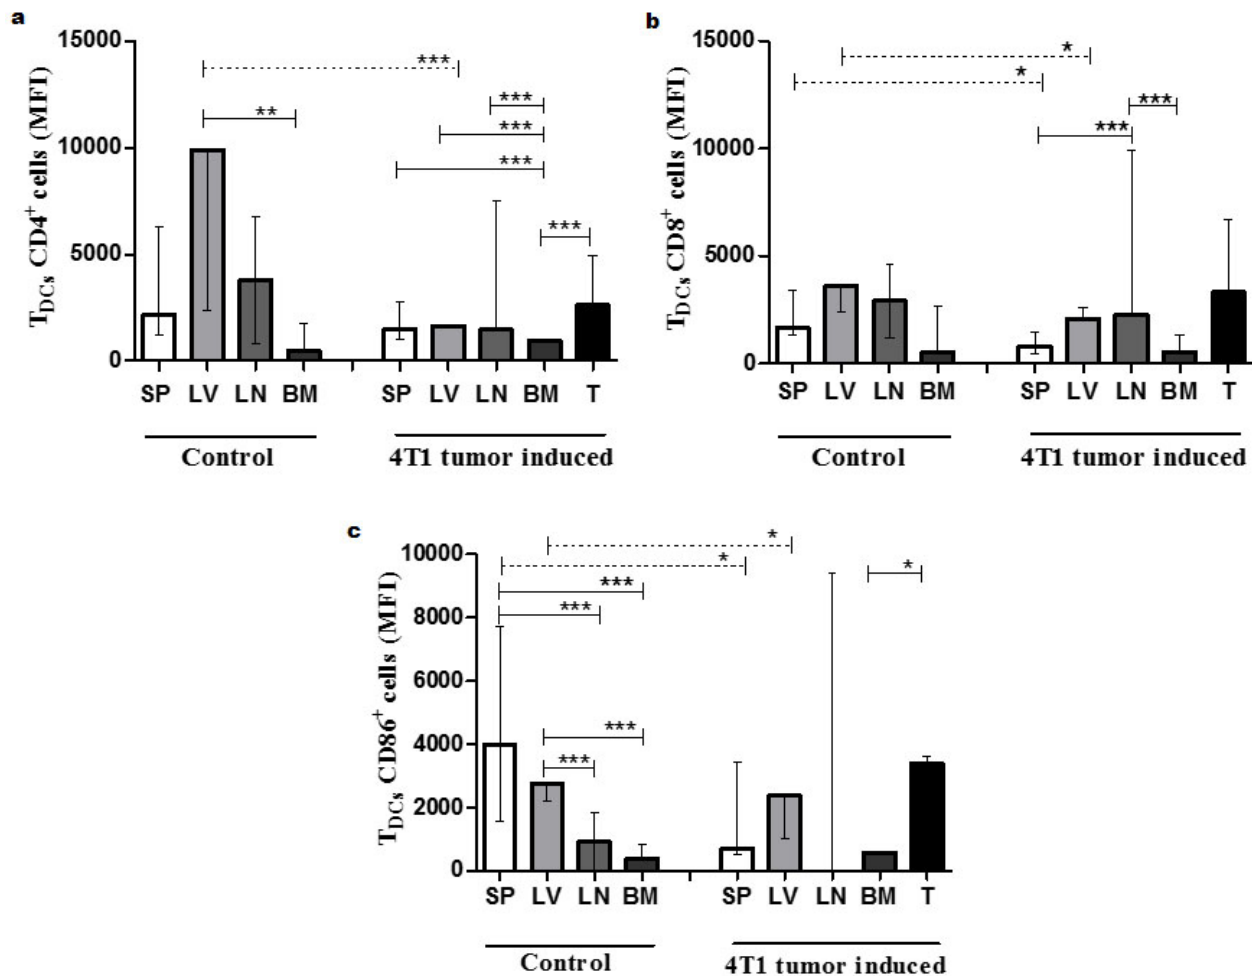 a
T_DCs CD4⁺ cells (MFI)
15000
10000
5000
0
***
**
***
***
***
***
SP LV LN BM SP LV LN BM T
Control 4T1 tumor induced
b
T_DCs CD8⁺ cells (MFI)
15000
10000
5000
0
*
*
***
***
SP LV LN BM SP LV LN BM T
Control 4T1 tumor induced
c
T_DCs CD86⁺ cells (MFI)
10000
8000
6000
4000
2000
0
*
*
*
***
***
***
***
SP LV LN BM SP LV LN BM T
Control 4T1 tumor induced